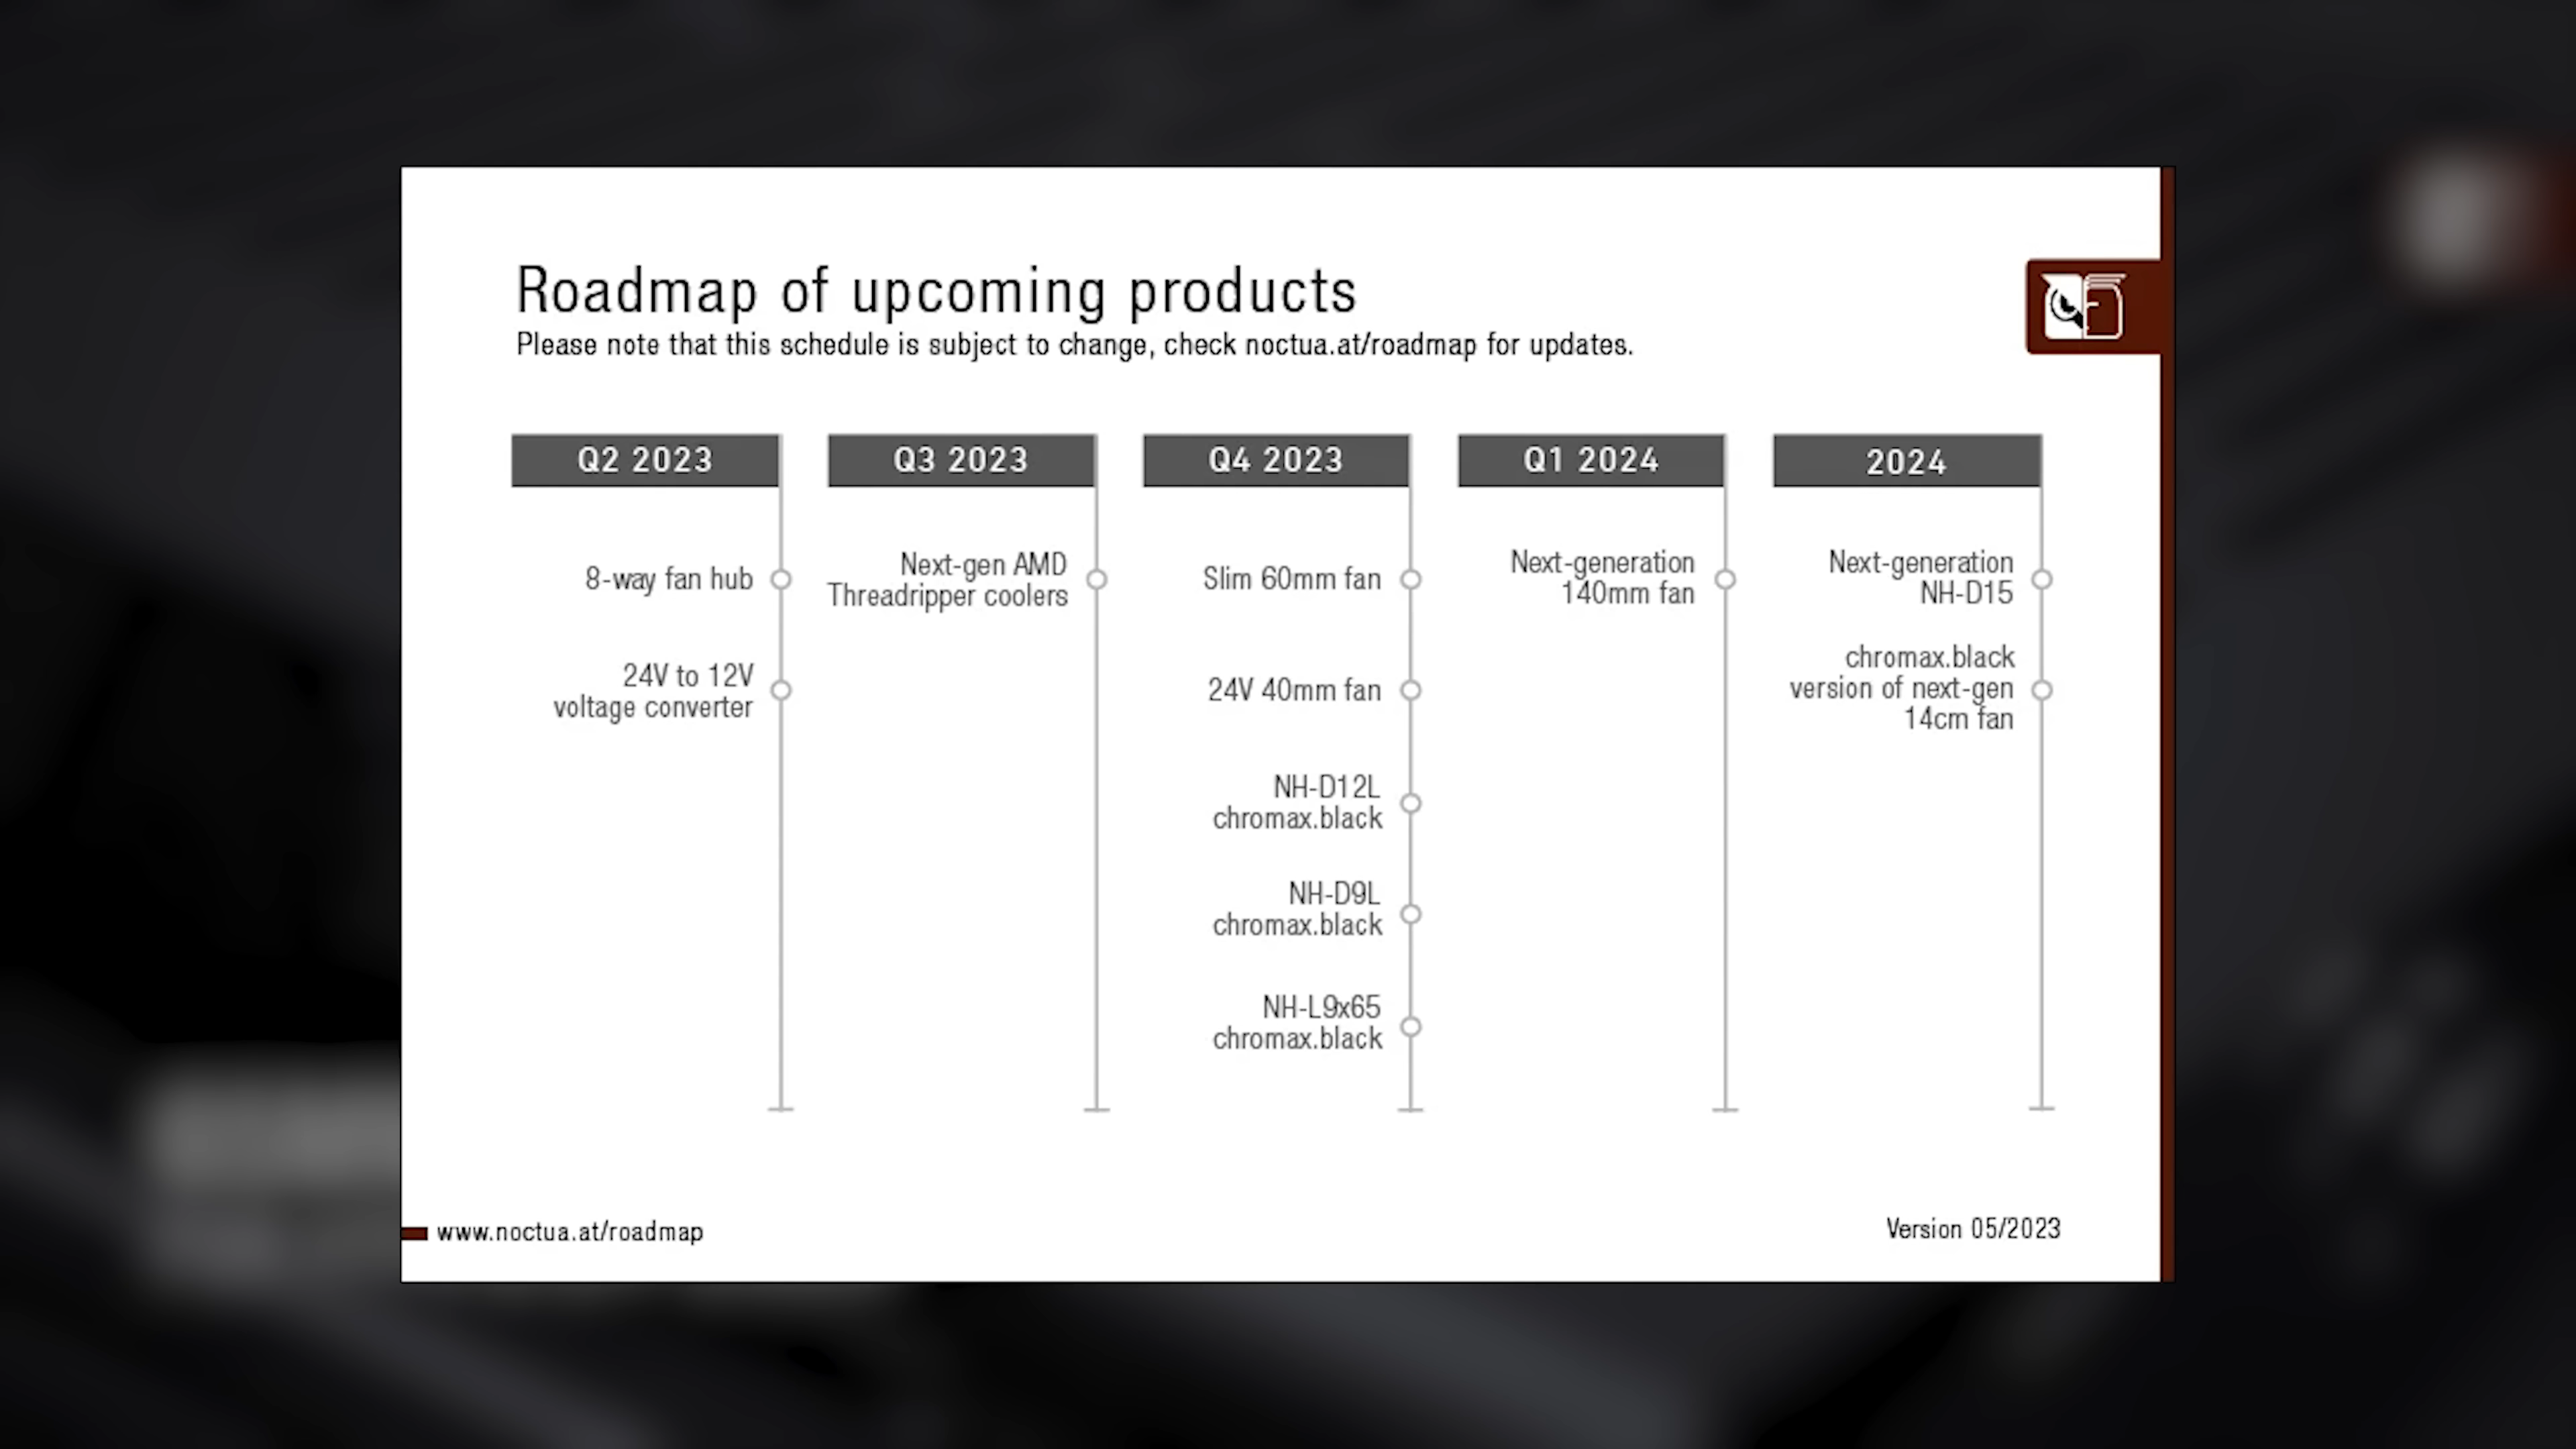 Roadmap of upcoming products
Please note that this schedule is subject to change, check noctua.at/roadmap for updates.
Q2 2023
8-way fan hub
24V to 12V
voltage converter
Q3 2023
Next-gen AMD
Threadripper coolers
Q4 2023
Slim 60mm fan
24V 40mm fan
NH-D12L
chromax.black
NH-D9L
chromax.black
NH-L9x65
chromax.black
Q1 2024
Next-generation
140mm fan
2024
Next-generation
NH-D15
chromax.black
version of next-gen
14cm fan
www.noctua.at/roadmap
Version 05/2023